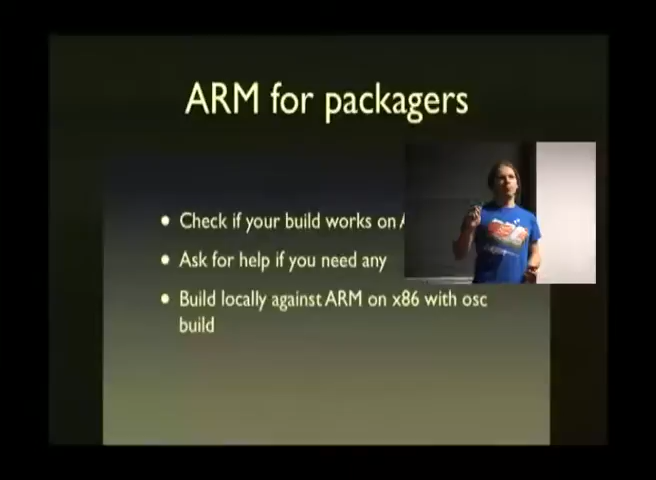 ARM for packagers
Check if your build works on
Ask for help if you need any
Build locally against ARM on x86 with osc
build